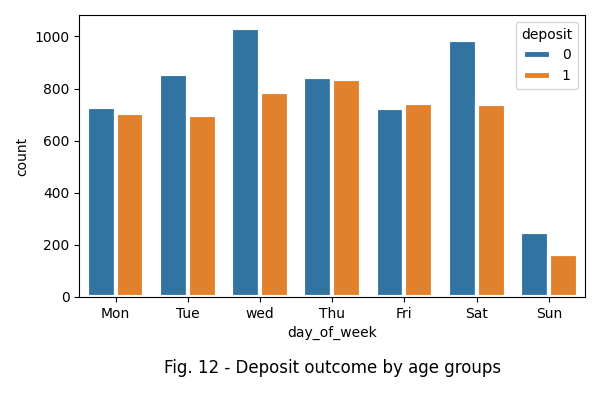 deposit
0
1
1000
800
600
400
200
0
count
Mon Tue wed Thu Fri Sat Sun
day_of_week
Fig. 12 - Deposit outcome by age groups